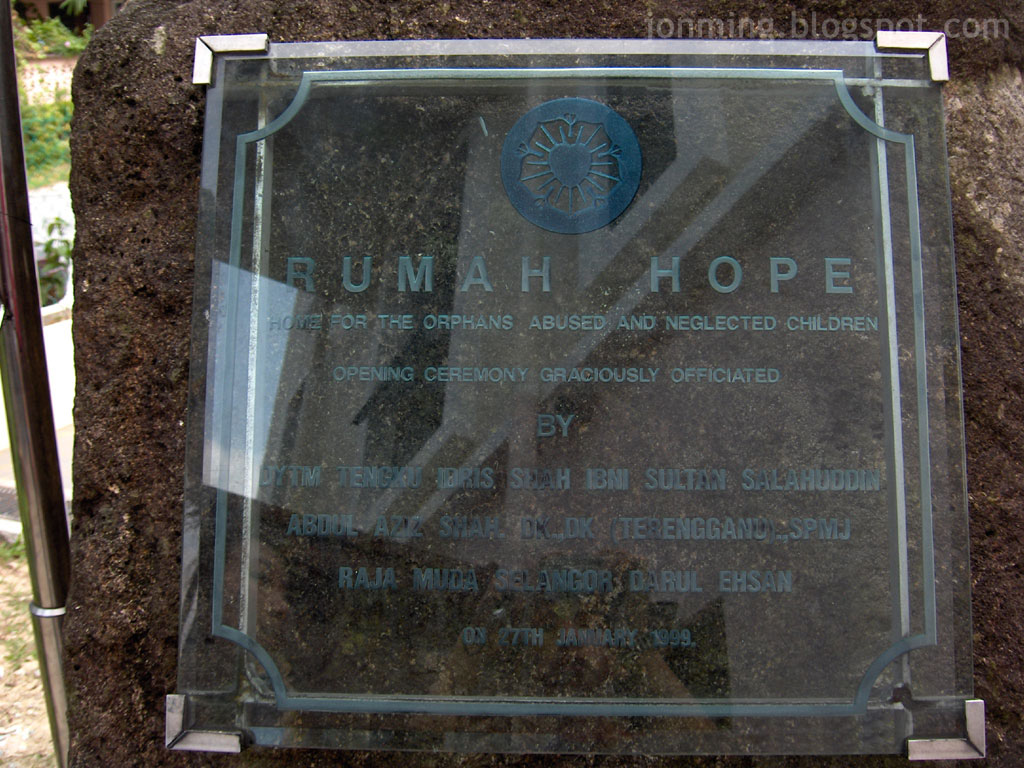 jonming.blogspot.com
RUMAH HOPE
HOME FOR THE ORPHANS ABUSED AND NEGLECTED CHILDREN
OPENING CEREMONY GRACIOUSLY OFFICIATED
BY
DYTM TENGKU IDRIS SHAH IBNI SULTAN SALAHUDDIN
ABDUL AZIZ SHAH. DK.,DK (TERENGGANU).,SPMJ
RAJA MUDA SELANGOR DARUL EHSAN
ON 27TH JANUARY, 1999.